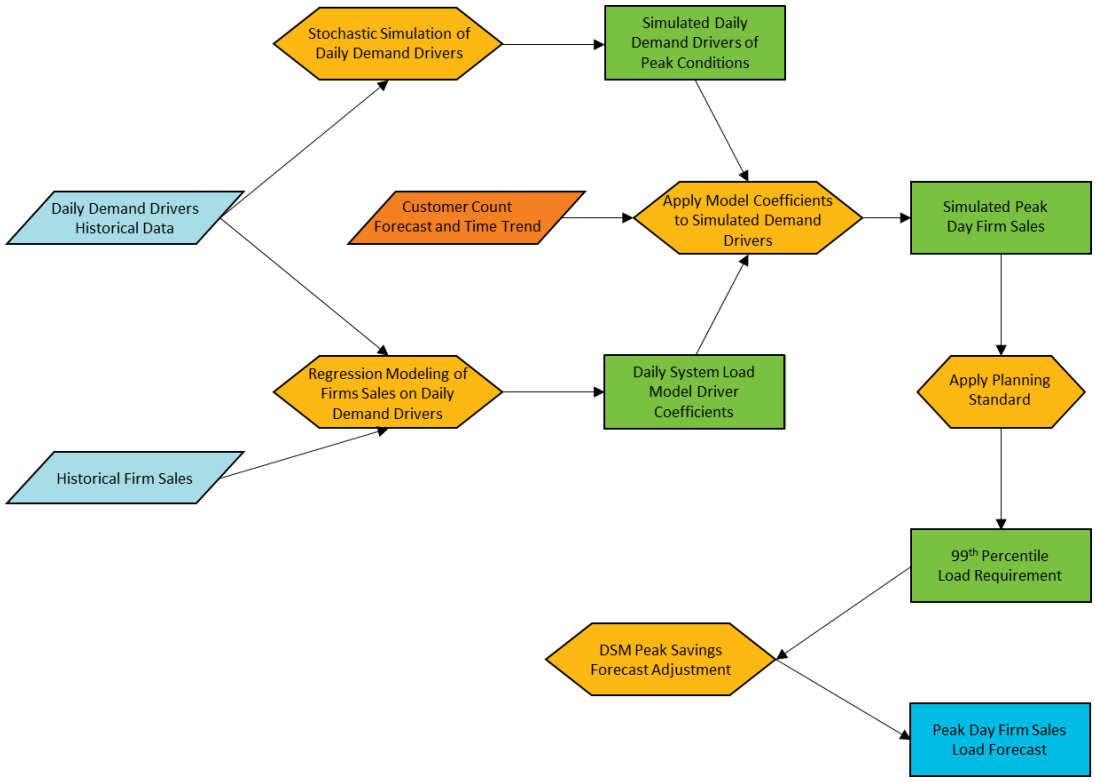 Stochastic Simulation of
Daily Demand Drivers
Simulated Daily
Demand Drivers of
Peak Conditions
Daily Demand Drivers
Historical Data
Customer Count
Forecast and Time Trend
Apply Model Coefficients
to Simulated Demand
Drivers
Simulated Peak
Day Firm Sales
Regression Modeling of
Firms Sales on Daily
Demand Drivers
Daily System Load
Model Driver
Coefficients
Apply Planning
Standard
Historical Firm Sales
99th Percentile
Load Requirement
DSM Peak Savings
Forecast Adjustment
Peak Day Firm Sales
Load Forecast